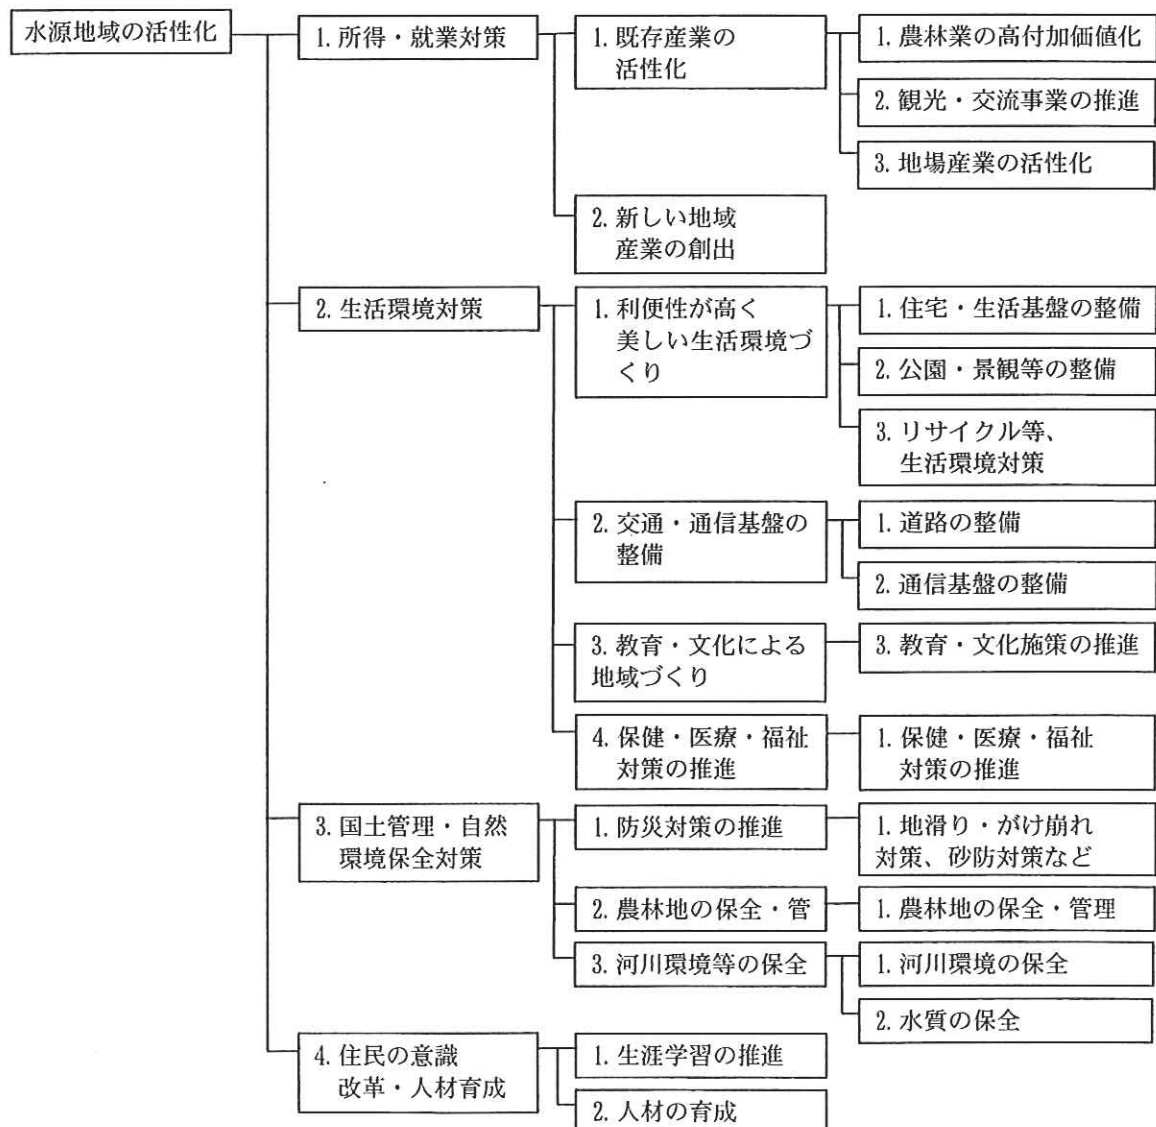 水源地域の活性化
1. 所得・就業対策
1. 既存産業の
活性化
1. 農林業の高付加価値化
2. 観光・交流事業の推進
3. 地場産業の活性化
2. 新しい地域
産業の創出
2. 生活環境対策
1. 利便性が高く
美しい生活環境づ
くり
1. 住宅・生活基盤の整備
2. 公園・景観等の整備
3. リサイクル等、
生活環境対策
2. 交通・通信基盤の
整備
1. 道路の整備
2. 通信基盤の整備
3. 教育・文化による
地域づくり
3. 教育・文化施策の推進
4. 保健・医療・福祉
対策の推進
1. 保健・医療・福祉
対策の推進
3. 国土管理・自然
環境保全対策
1. 防災対策の推進
1. 地滑り・がけ崩れ
対策、砂防対策など
2. 農林地の保全・管
1. 農林地の保全・管理
3. 河川環境等の保全
1. 河川環境の保全
2. 水質の保全
4. 住民の意識
改革・人材育成
1. 生涯学習の推進
2. 人材の育成